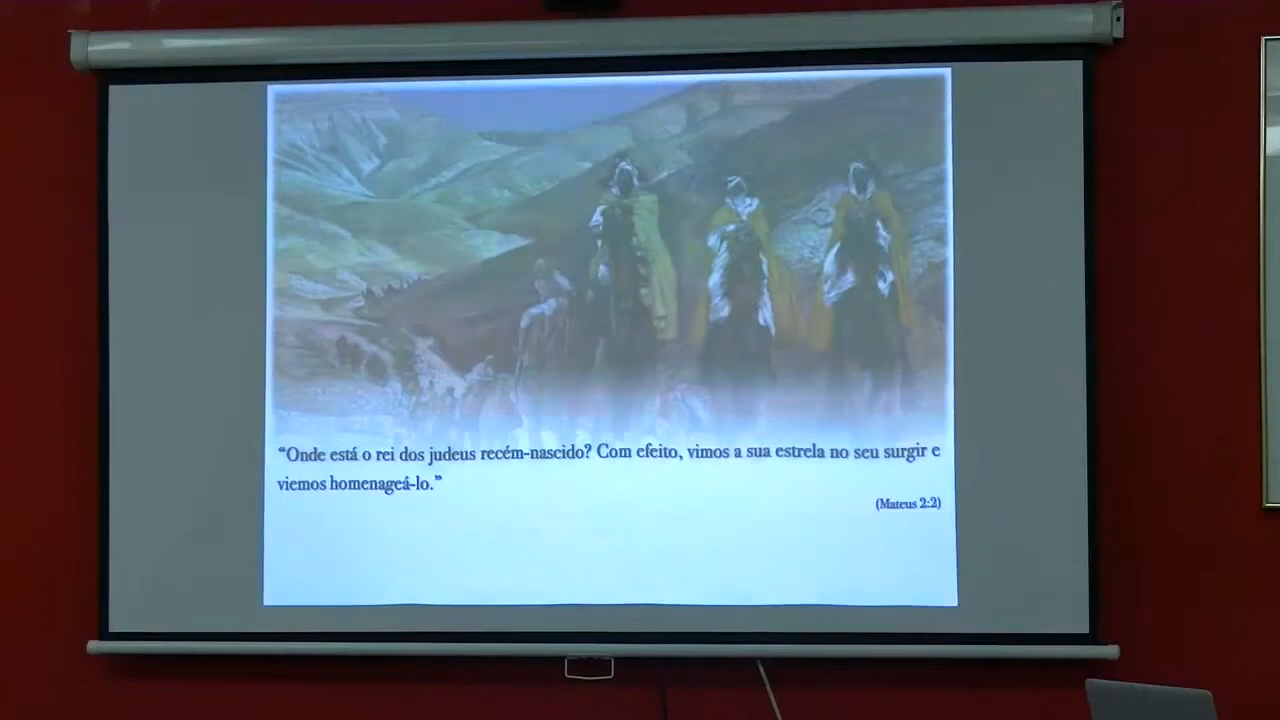 “Onde está o rei dos judeus recém-nascido? Com efeito, vimos a sua estrela no seu surgir e
viemos homenageá-lo.”
(Mateus 2:2)